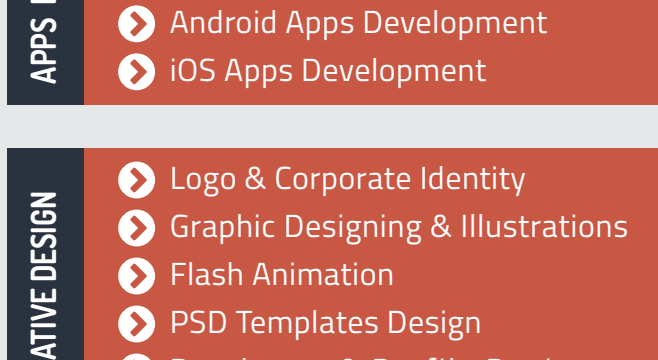 APPS
Android Apps Development
iOS Apps Development
ATIVE DESIGN
Logo & Corporate Identity
Graphic Designing & Illustrations
Flash Animation
PSD Templates Design